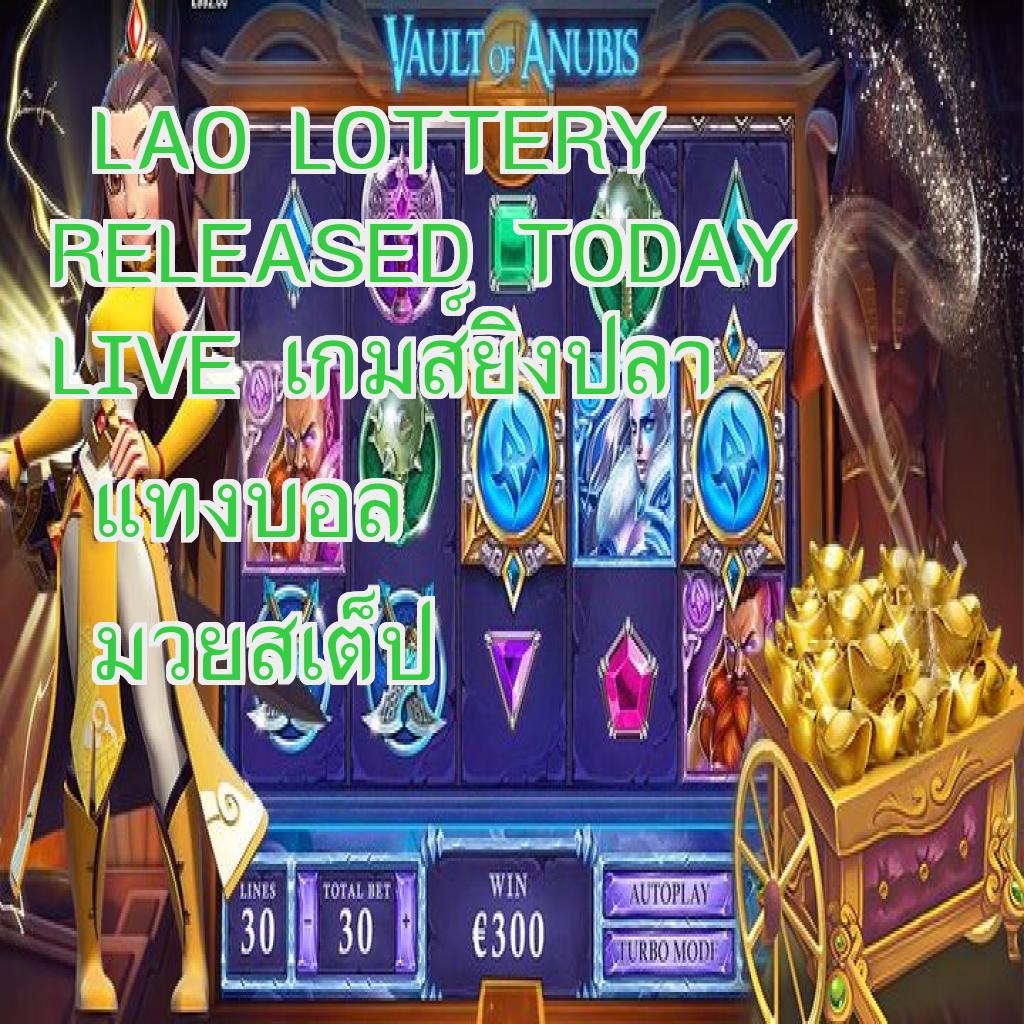 VAULT OF ANUBIS
LAO LOTTERY
RELEASED TODAY
LIVE เกมส์ยิงปลา
แทงบอล
มวยสเต็ป
LINES
30
TOTAL BET
- 30 +
WIN
€300
AUTOPLAY
TURBO MODE